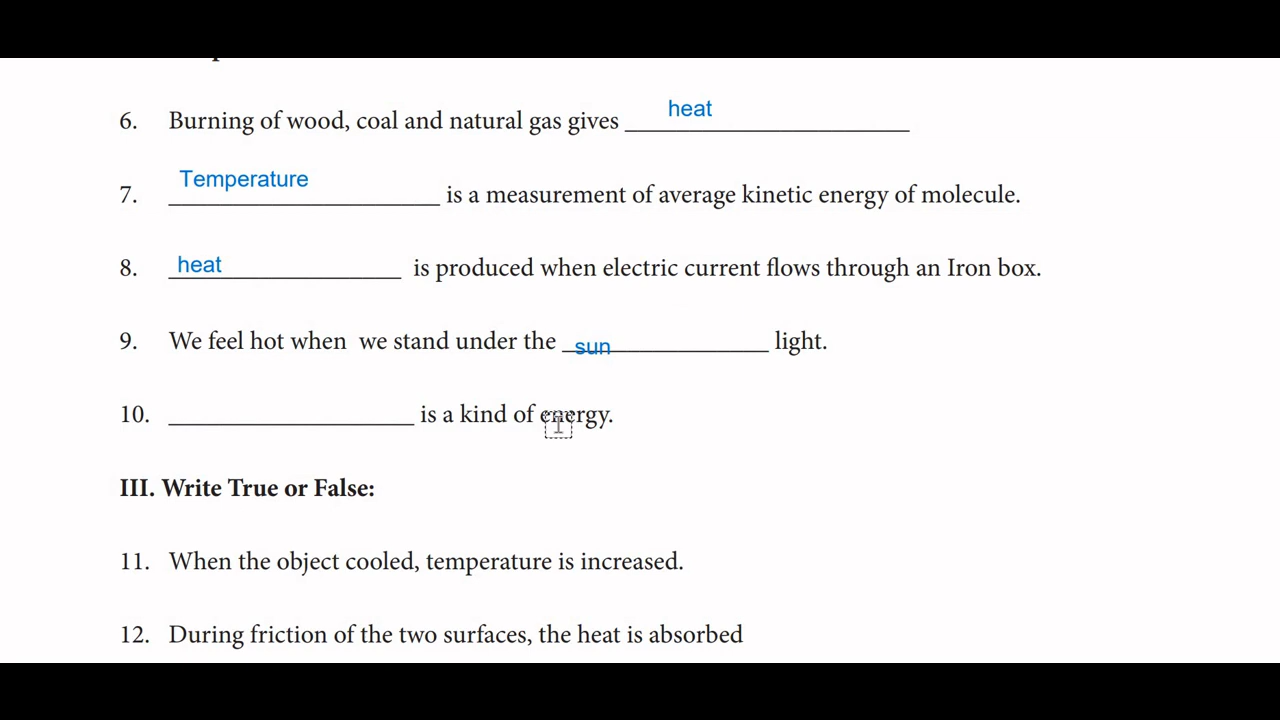 6. Burning of wood, coal and natural gas gives heat
7. Temperature is a measurement of average kinetic energy of molecule.
8. heat is produced when electric current flows through an Iron box.
9. We feel hot when we stand under the sun light.
10. ____________________ is a kind of energy.
III. Write True or False:
11. When the object cooled, temperature is increased.
12. During friction of the two surfaces, the heat is absorbed